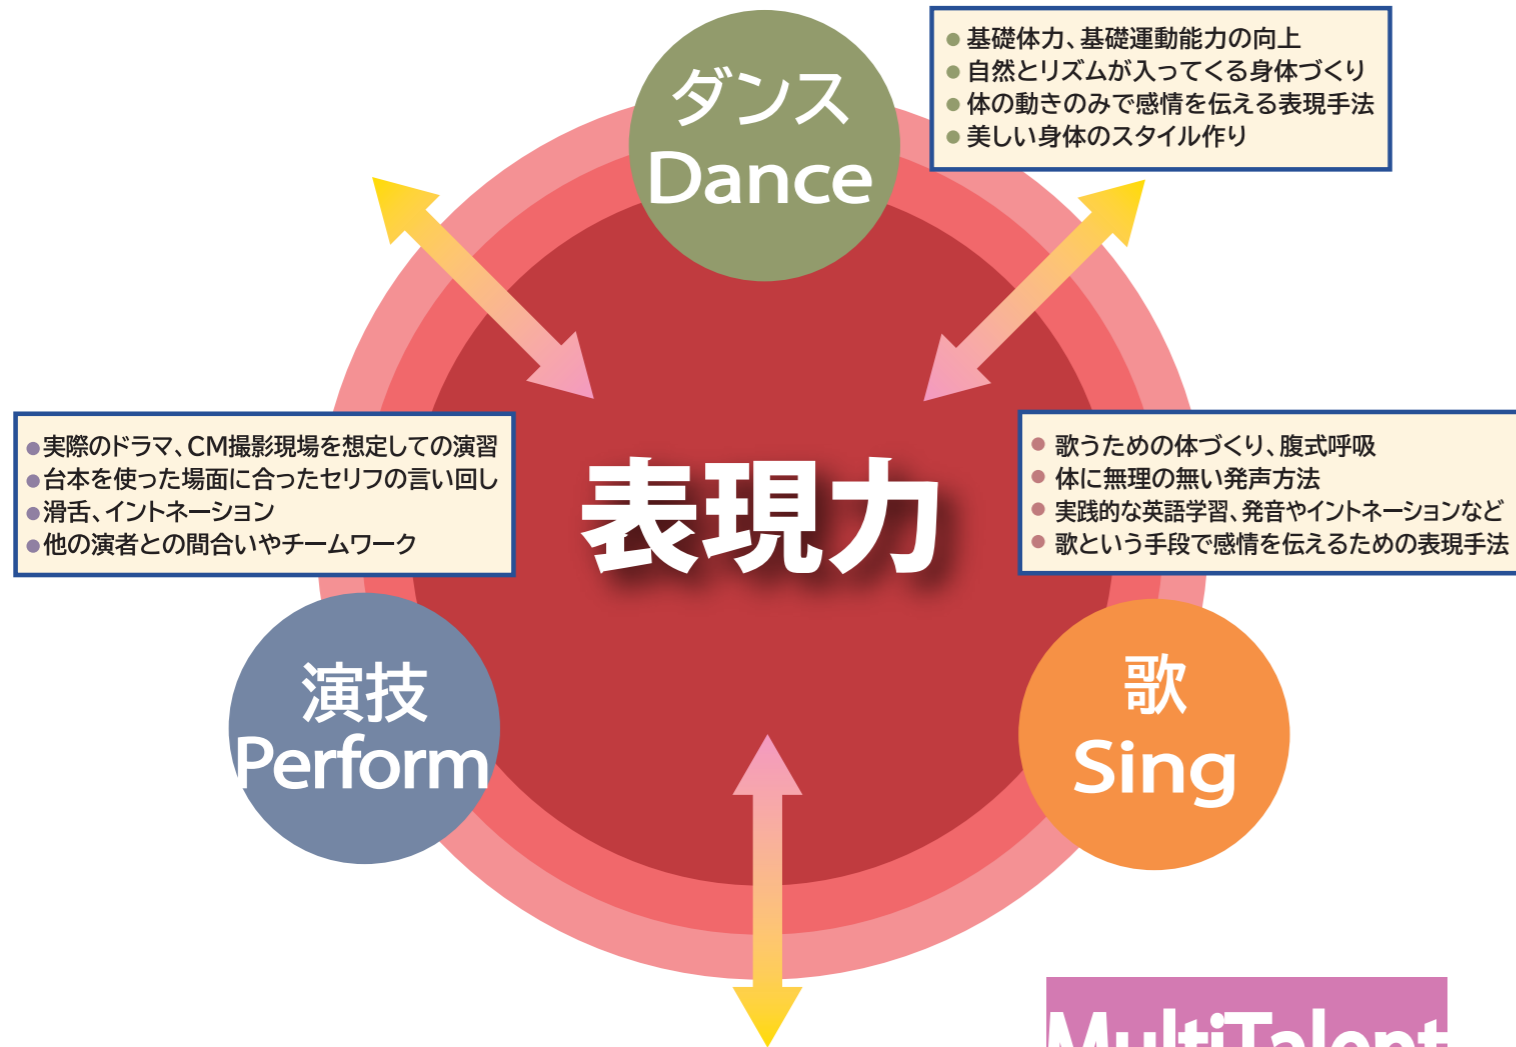 ダンス
Dance
● 基礎体力、基礎運動能力の向上
● 自然とリズムが入ってくる身体づくり
● 体の動きのみで感情を伝える表現手法
● 美しい身体のスタイル作り
●実際のドラマ、CM撮影現場を想定しての演習
●台本を使った場面に合ったセリフの言い回し
●滑舌、イントネーション
●他の演者との間合いやチームワーク
表現力
● 歌うための体づくり、腹式呼吸
● 体に無理の無い発声方法
● 実践的な英語学習、発音やイントネーションなど
● 歌という手段で感情を伝えるための表現手法
演技
Perform
歌
Sing
MultiTalent